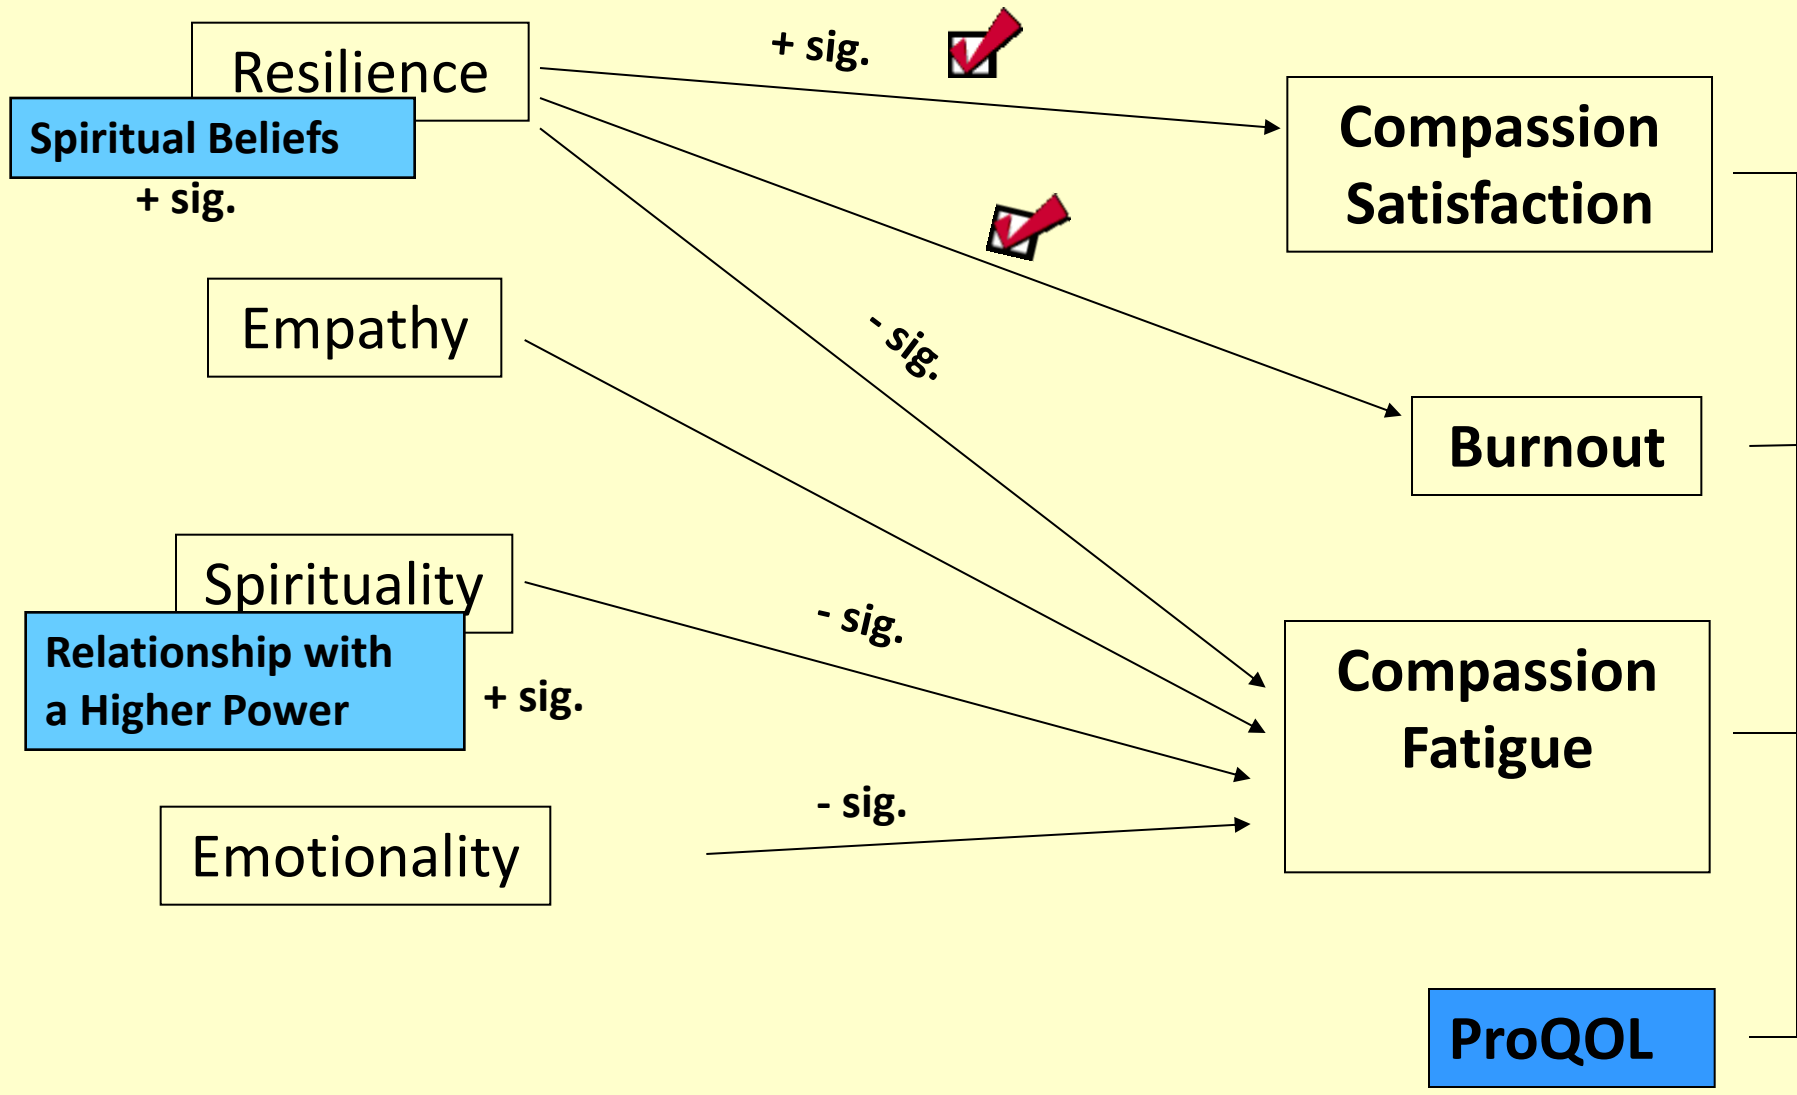 Resilience
+ sig.
Spiritual Beliefs
+ sig.
Compassion
Satisfaction
Empathy
- sig.
Burnout
Spirituality
- sig.
Relationship with
a Higher Power
+ sig.
Compassion
Fatigue
- sig.
Emotionality
ProQOL